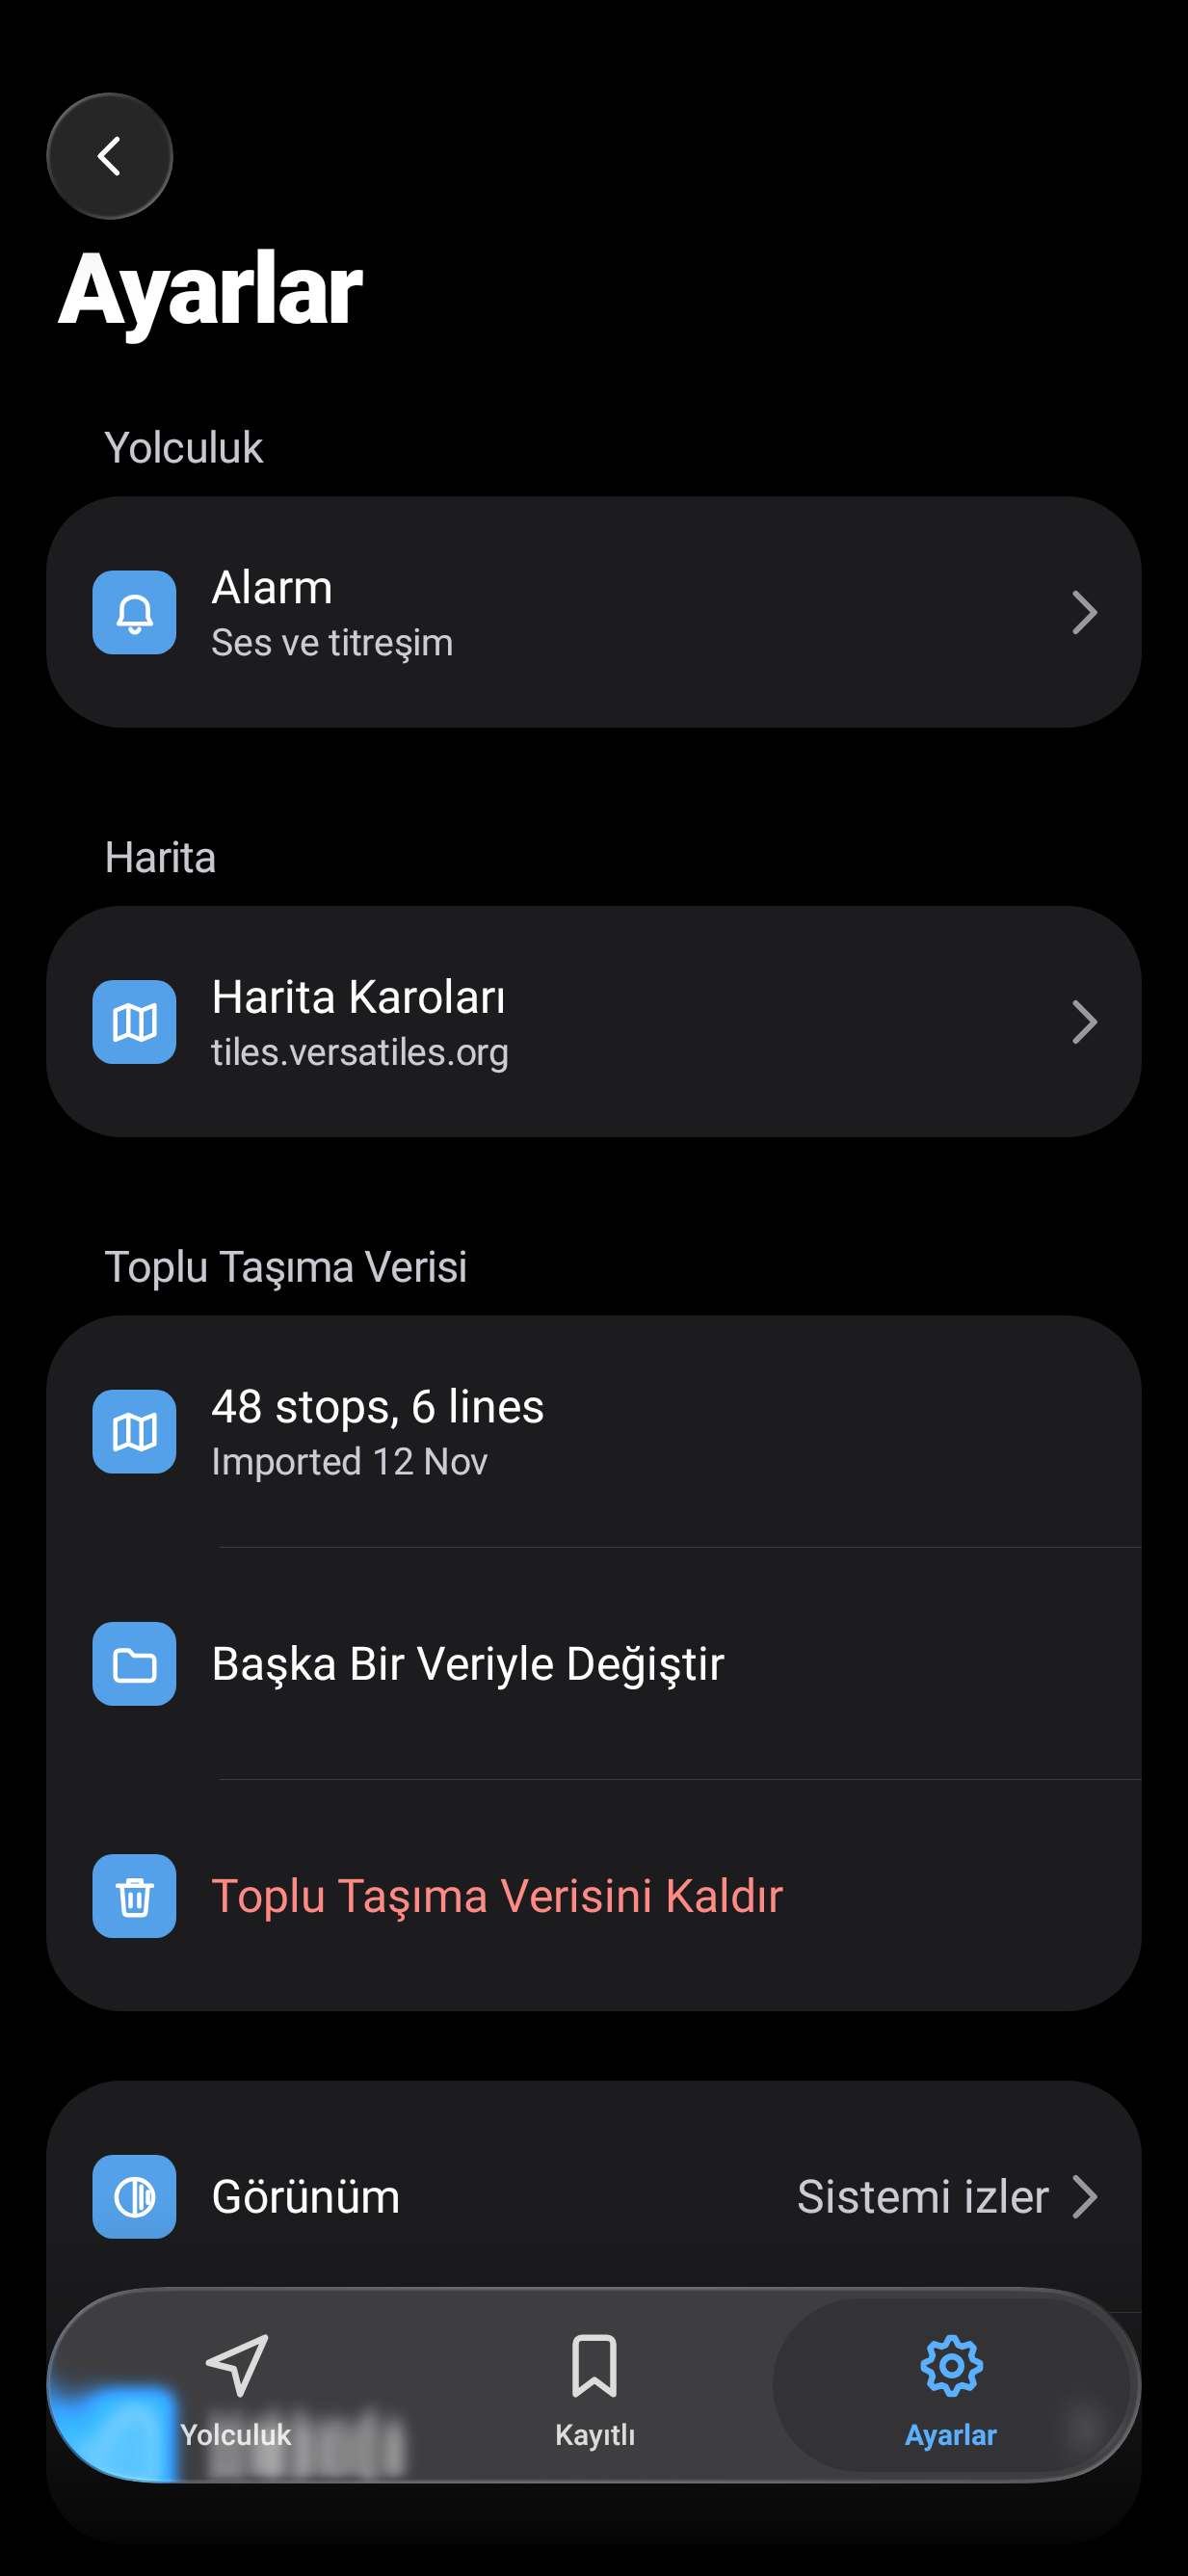 Ayarlar
Yolculuk
Alarm
Ses ve titreşim
Harita
Harita Karoları
tiles.versatiles.org
Toplu Taşıma Verisi
48 stops, 6 lines
Imported 12 Nov
Başka Bir Veriyle Değiştir
Toplu Taşıma Verisini Kaldır
Görünüm Sistemi izler
Yolculuk Kayıtlı Ayarlar